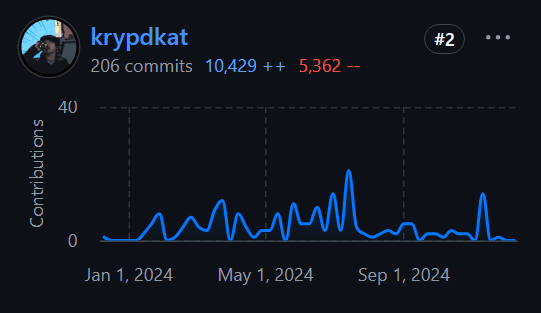 krypdkat
#2
206 commits 10,429 ++ 5,362 --
40
Contributions
0
Jan 1, 2024 May 1, 2024 Sep 1, 2024